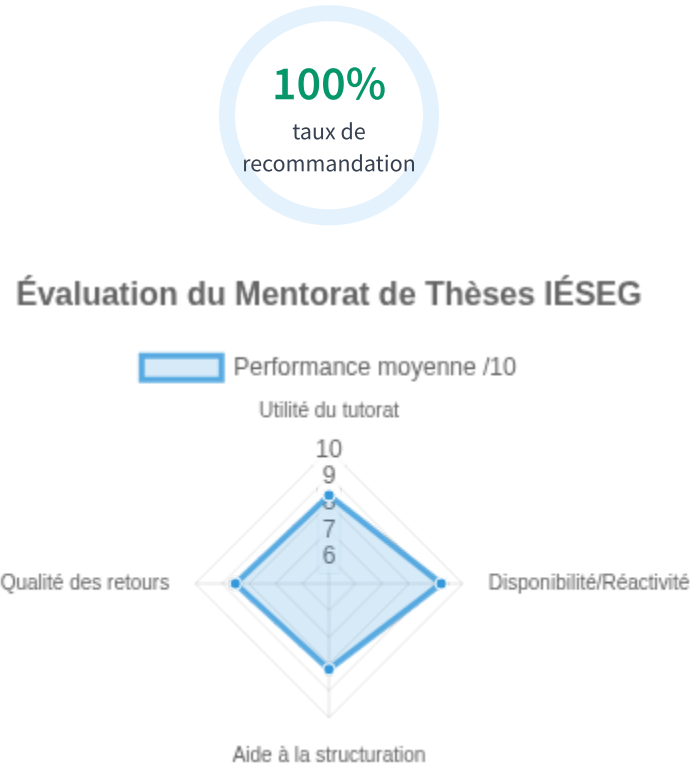 100%
taux de
recommandation
Évaluation du Mentorat de Thèses IÉSEG
Performance moyenne /10
Utilité du tutorat
10
9
8
7
6
Qualité des retours
Disponibilité/Réactivité
Aide à la structuration